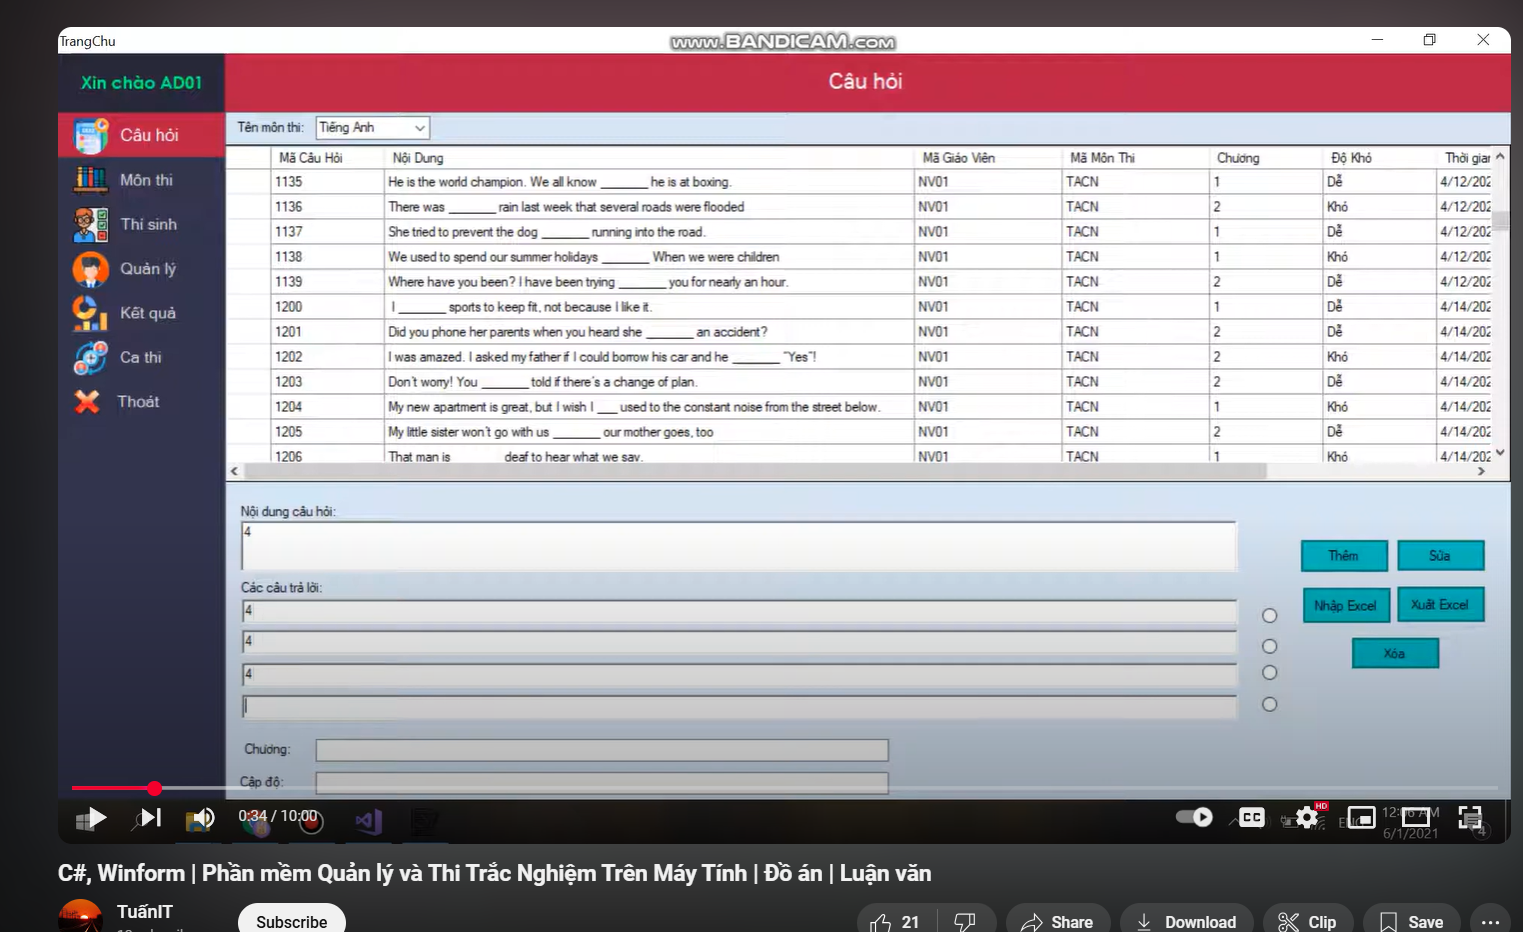 TrangChu
www.BANDICAM.com
Xin chào AD01
Câu hỏi
Câu hỏi
Môn thi
Thí sinh
Quản lý
Kết quả
Ca thi
Thoát
Tên môn thi: Tiếng Anh
Mã Câu Hỏi Nội Dung Mã Giáo Viên Mã Môn Thi Chương Độ Khó Thời gian
1135 He is the world champion. We all know _______ he is at boxing. NV01 TACN 1 Dễ 4/12/202
1136 There was _______ rain last week that several roads were flooded NV01 TACN 2 Khó 4/12/202
1137 She tried to prevent the dog _______ running into the road. NV01 TACN 1 Dễ 4/12/202
1138 We used to spend our summer holidays _______ When we were children NV01 TACN 1 Khó 4/12/202
1139 Where have you been? I have been trying _______ you for nearly an hour. NV01 TACN 2 Dễ 4/12/202
1200 I _______ sports to keep fit, not because I like it. NV01 TACN 1 Dễ 4/14/202
1201 Did you phone her parents when you heard she _______ an accident? NV01 TACN 2 Dễ 4/14/202
1202 I was amazed. I asked my father if I could borrow his car and he _______ "Yes"! NV01 TACN 2 Khó 4/14/202
1203 Don't worry! You _______ told if there's a change of plan. NV01 TACN 2 Dễ 4/14/202
1204 My new apartment is great, but I wish I ___ used to the constant noise from the street below. NV01 TACN 1 Khó 4/14/202
1205 My little sister won't go with us _______ our mother goes, too NV01 TACN 2 Dễ 4/14/202
1206 That man is _______ deaf to hear what we say. NV01 TACN 1 Khó 4/14/202
Nội dung câu hỏi:
4
Các câu trả lời:
4
4
4
Thêm Sửa
Nhập Excel Xuất Excel
Xóa
Chương:
Cấp độ:
0:34 / 10:00
CC HD
12:06 AM
6/1/2021
4
C#, Winform | Phần mềm Quản lý và Thi Trắc Nghiệm Trên Máy Tính | Đồ án | Luận văn
TuấnIT
Subscribe
21 Share Download Clip Save